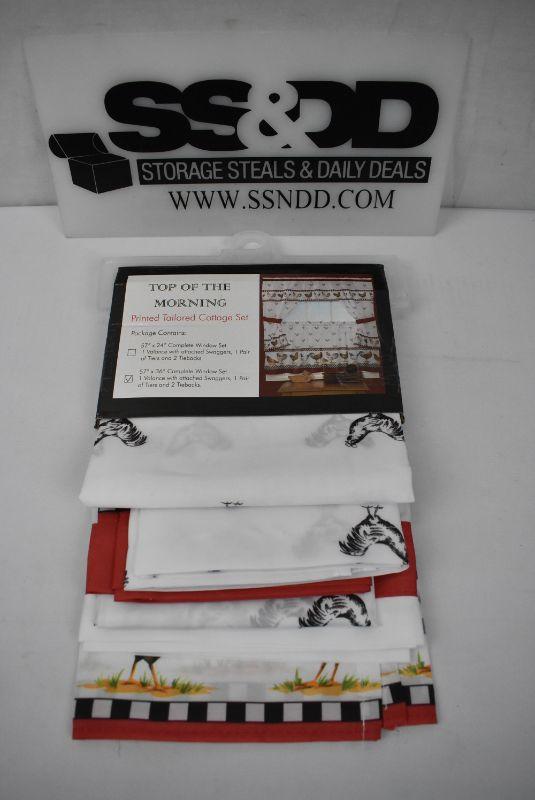 SS&DD
STORAGE STEALS & DAILY DEALS
WWW.SSNDD.COM
TOP OF THE
MORNING
Printed Tailored Cottage Set
Package Contains:
57" x 24" Complete Window Set
1 Valance with attached Swaggers, 1 Pair
of Tiers and 2 Tiebacks
57" x 36" Complete Window Set
1 Valance with attached Swaggers, 1 Pair
of Tiers and 2 Tiebacks